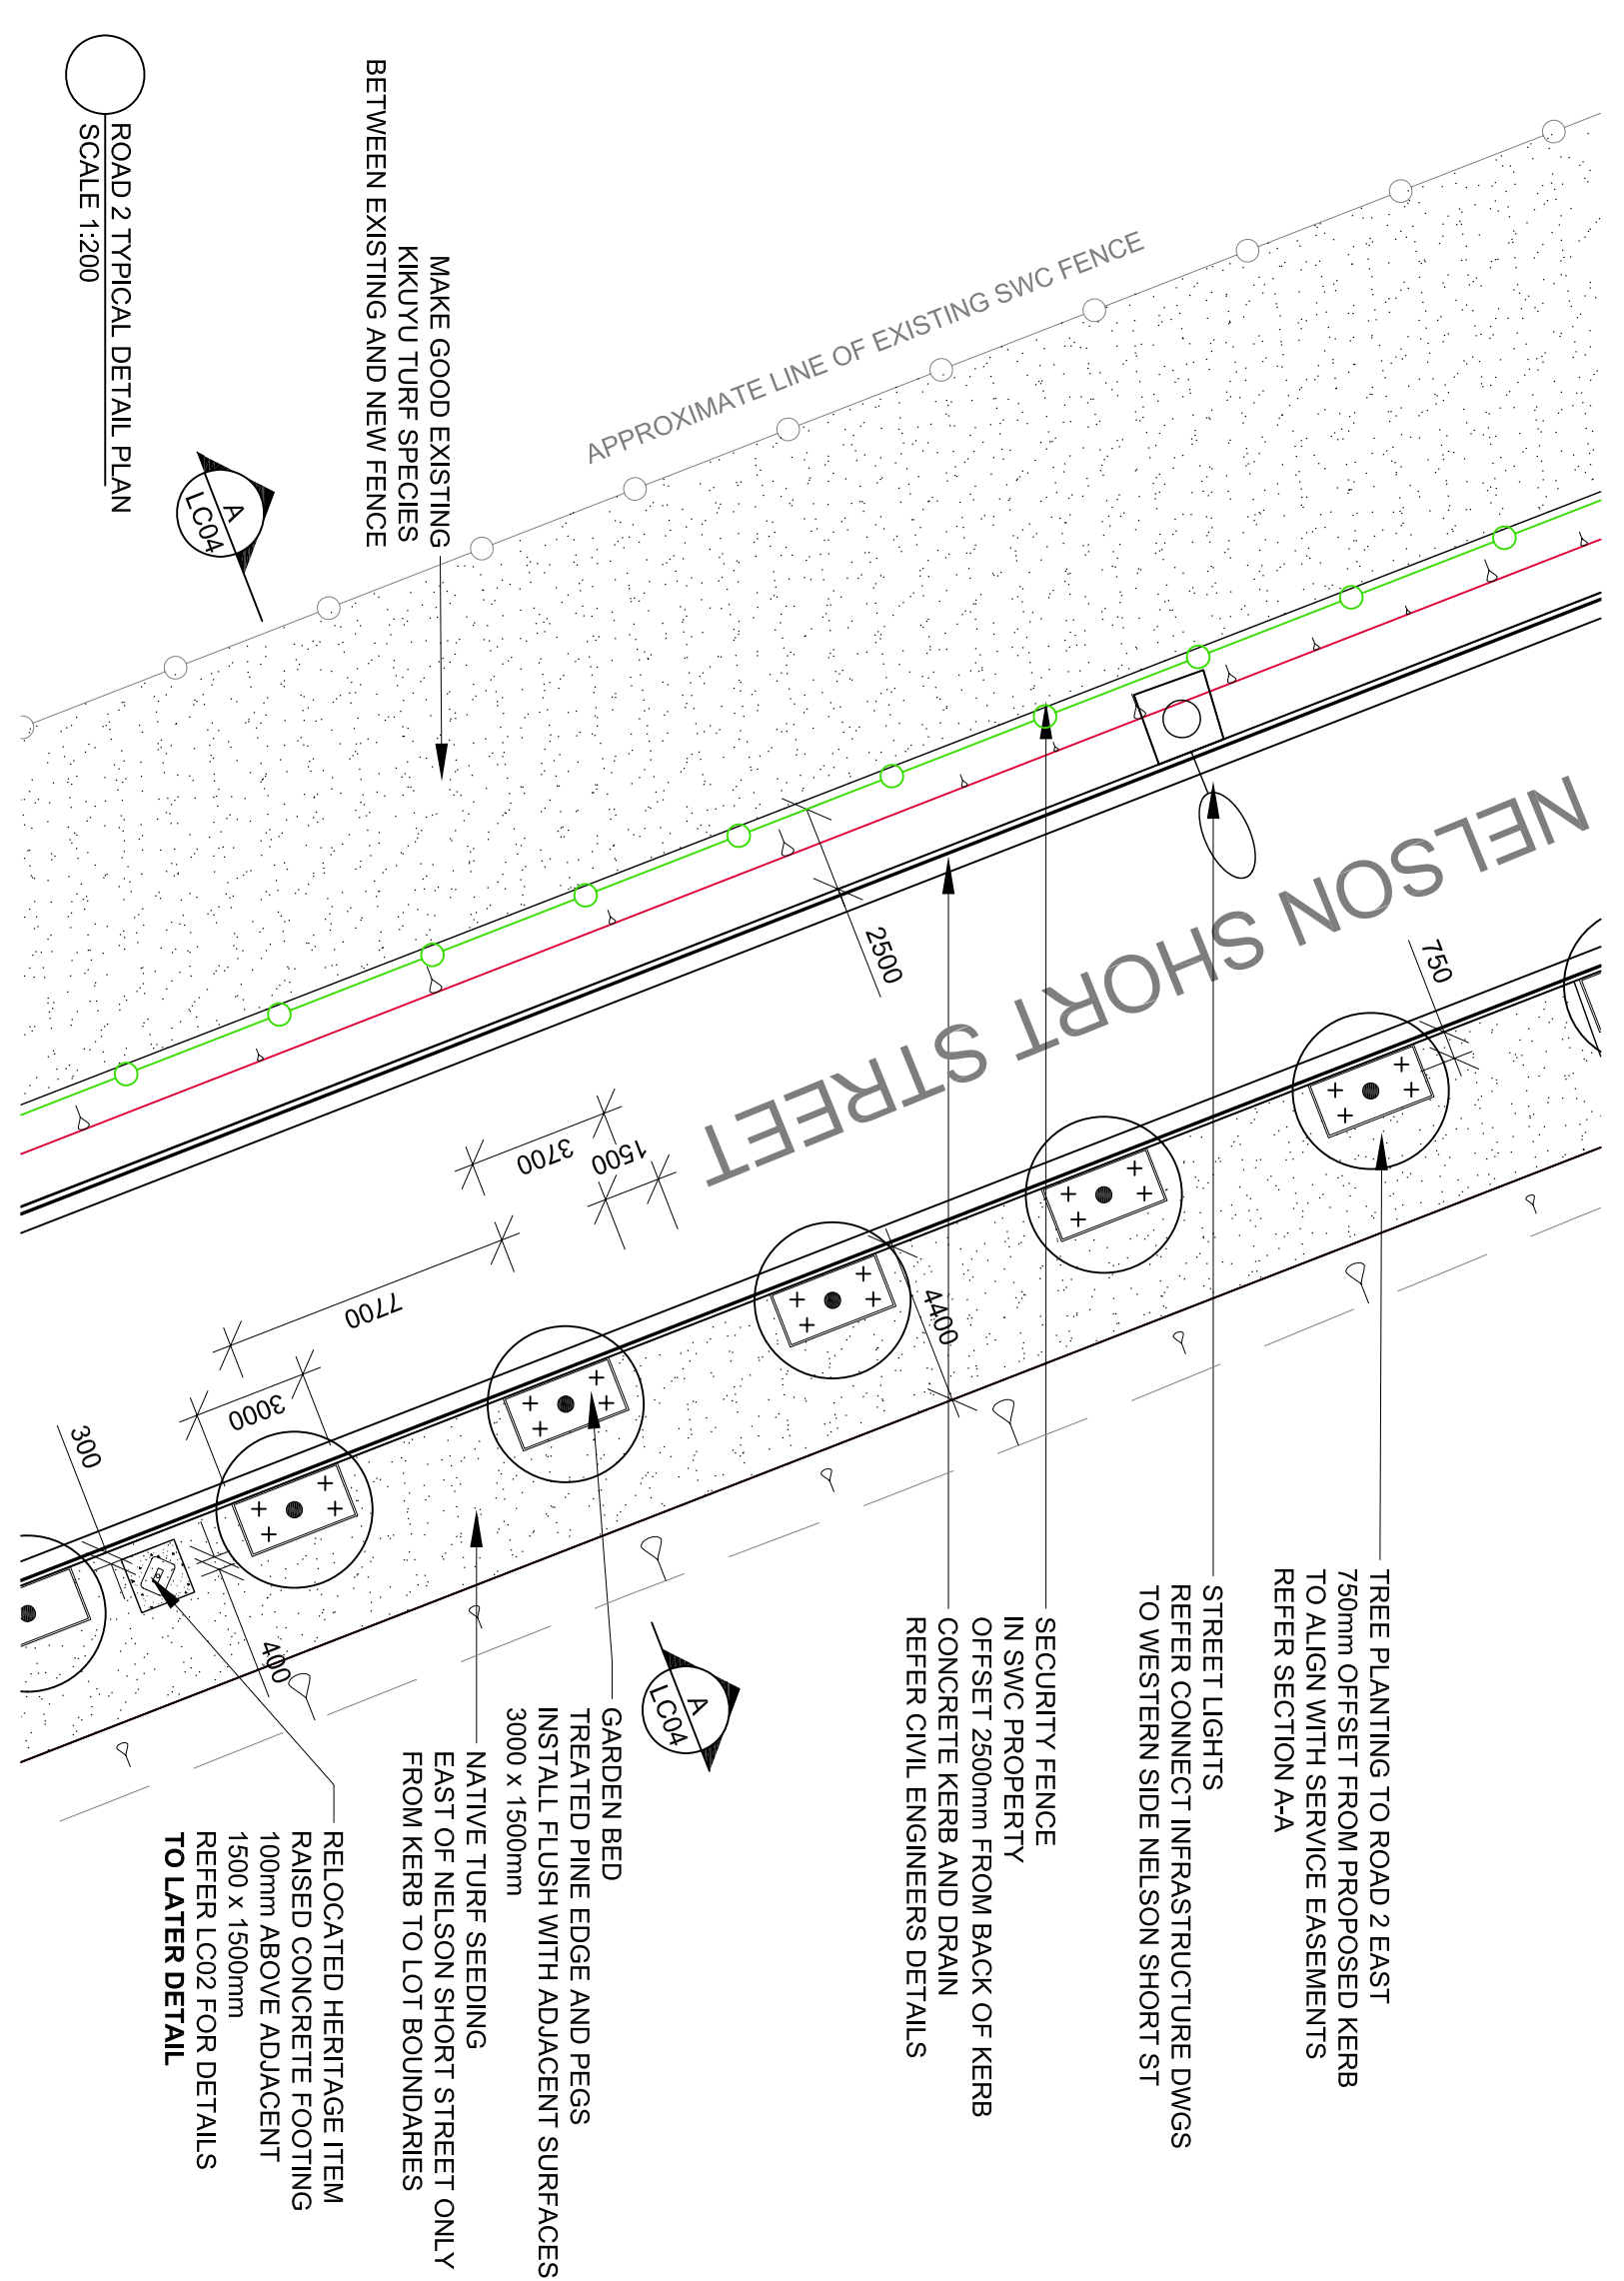 ROAD 2 TYPICAL DETAIL PLAN
SCALE 1:200
MAKE GOOD EXISTING
KIKUYU TURF SPECIES
BETWEEN EXISTING AND NEW FENCE
A
LC04
APPROXIMATE LINE OF EXISTING SWC FENCE
NELSON SHORT STREET
2500
750
3700
1500
7700
3000
4400
300
400
TREE PLANTING TO ROAD 2 EAST
750mm OFFSET FROM PROPOSED KERB
TO ALIGN WITH SERVICE EASEMENTS
REFER SECTION A-A
STREET LIGHTS
REFER CONNECT INFRASTRUCTURE DWGS
TO WESTERN SIDE NELSON SHORT ST
SECURITY FENCE
IN SWC PROPERTY
OFFSET 2500mm FROM BACK OF KERB
CONCRETE KERB AND DRAIN
REFER CIVIL ENGINEERS DETAILS
A
LC04
GARDEN BED
TREATED PINE EDGE AND PEGS
INSTALL FLUSH WITH ADJACENT SURFACES
3000 x 1500mm
NATIVE TURF SEEDING
EAST OF NELSON SHORT STREET ONLY
FROM KERB TO LOT BOUNDARIES
RELOCATED HERITAGE ITEM
RAISED CONCRETE FOOTING
100mm ABOVE ADJACENT
1500 x 1500mm
REFER LC02 FOR DETAILS
TO LATER DETAIL